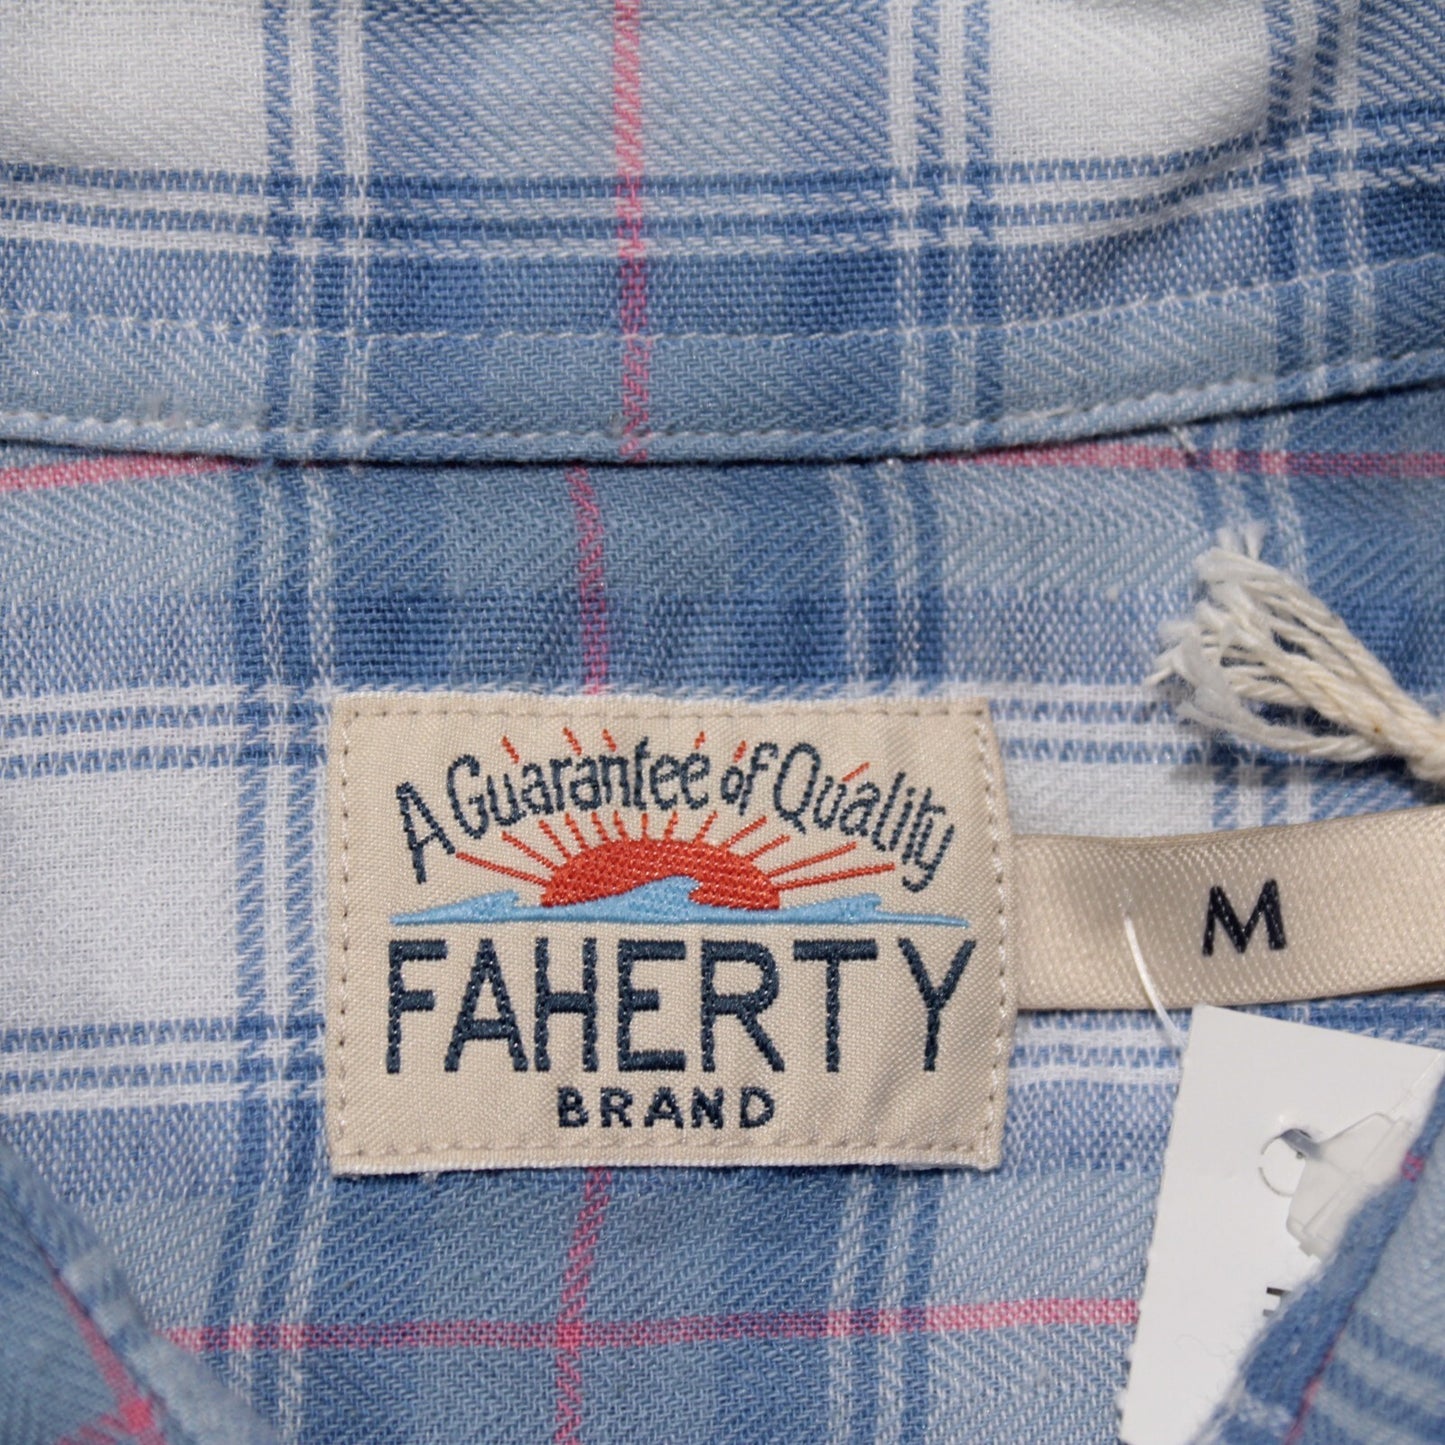 A Guarantee of Quality
FAHERTY
BRAND
M